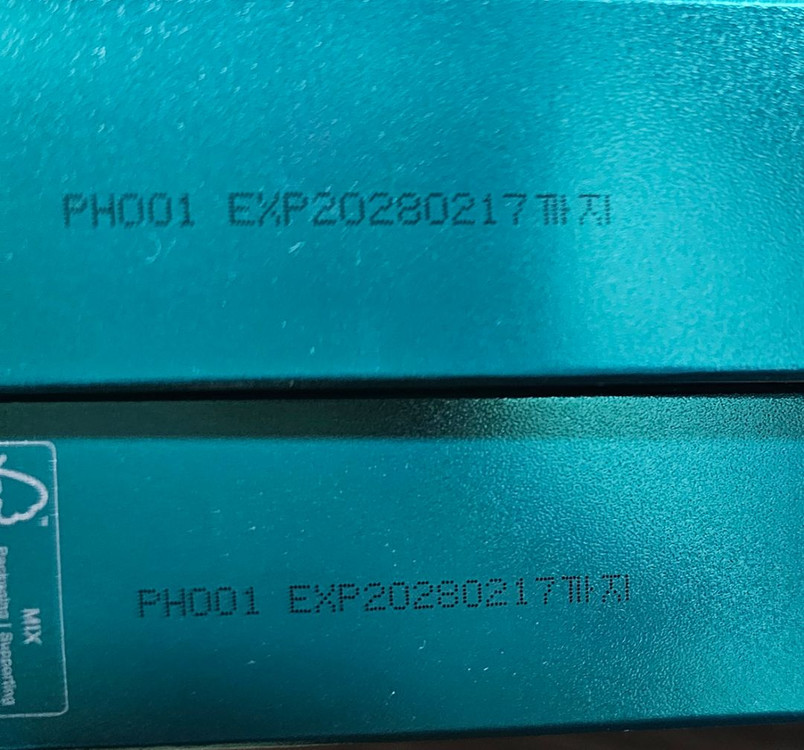 PH001 EXP20280217까지
PH001 EXP20280217까지
MIX
Packaging | Supporting